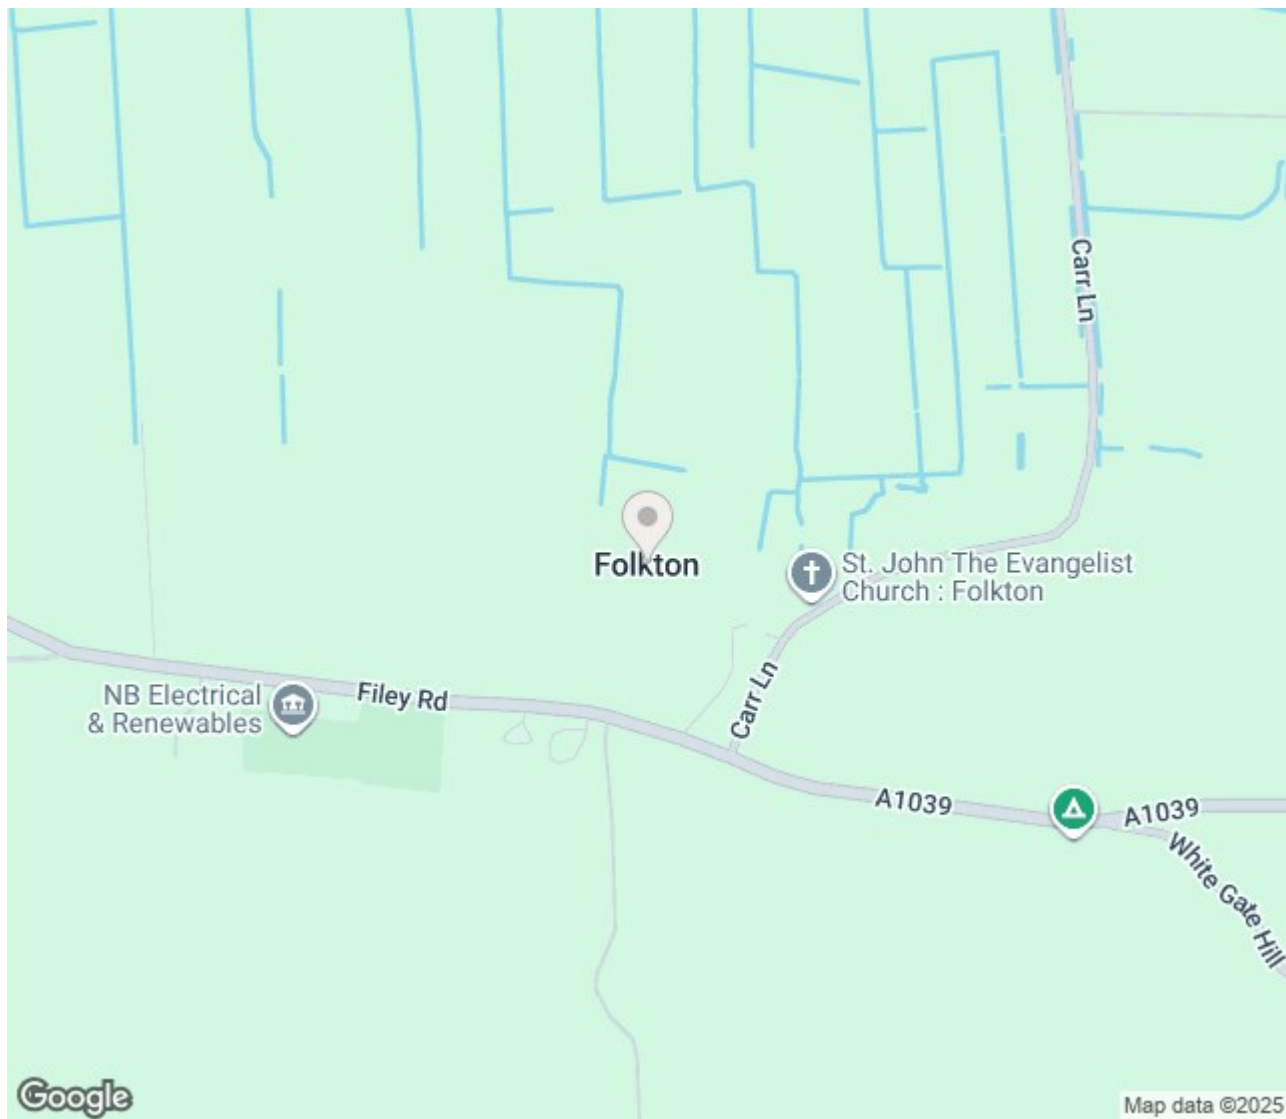 Carr Ln
Folkton
St. John The Evangelist
Church : Folkton
NB Electrical
& Renewables
Filey Rd
Carr Ln
A1039
A1039
White Gate Hill
Google
Map data ©2025